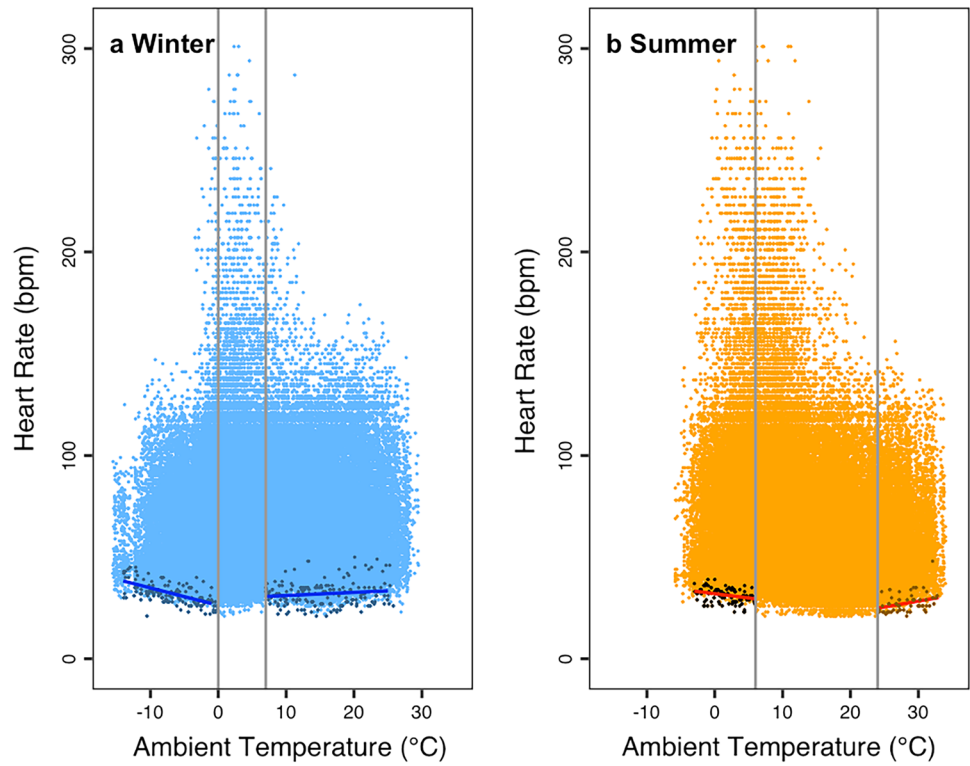 a Winter
Heart Rate (bpm)
300
200
100
0
-10 0 10 20 30
Ambient Temperature (°C)
b Summer
Heart Rate (bpm)
300
200
100
0
-10 0 10 20 30
Ambient Temperature (°C)